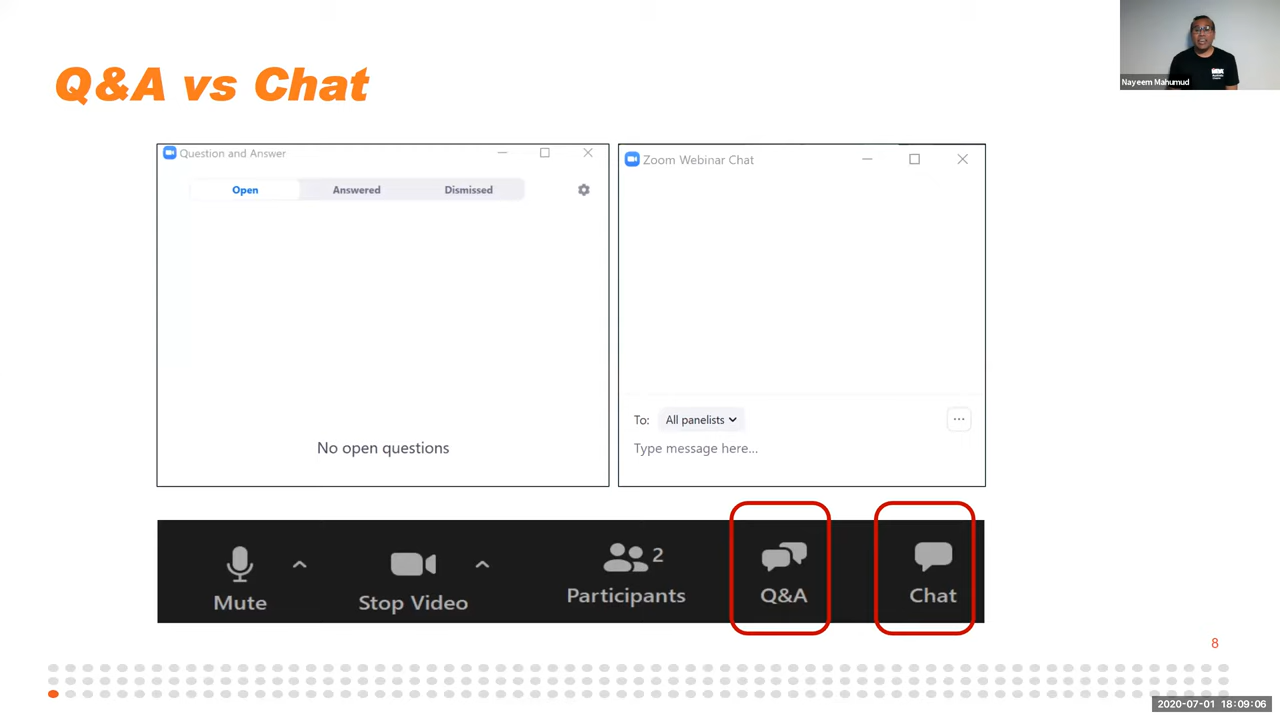 Q&A vs Chat
Nayeem Mahumud
Question and Answer
Open Answered Dismissed
No open questions
Zoom Webinar Chat
To: All panelists
Type message here...
Mute
Stop Video
2
Participants
Q&A
Chat
8
2020-07-01 18:09:06